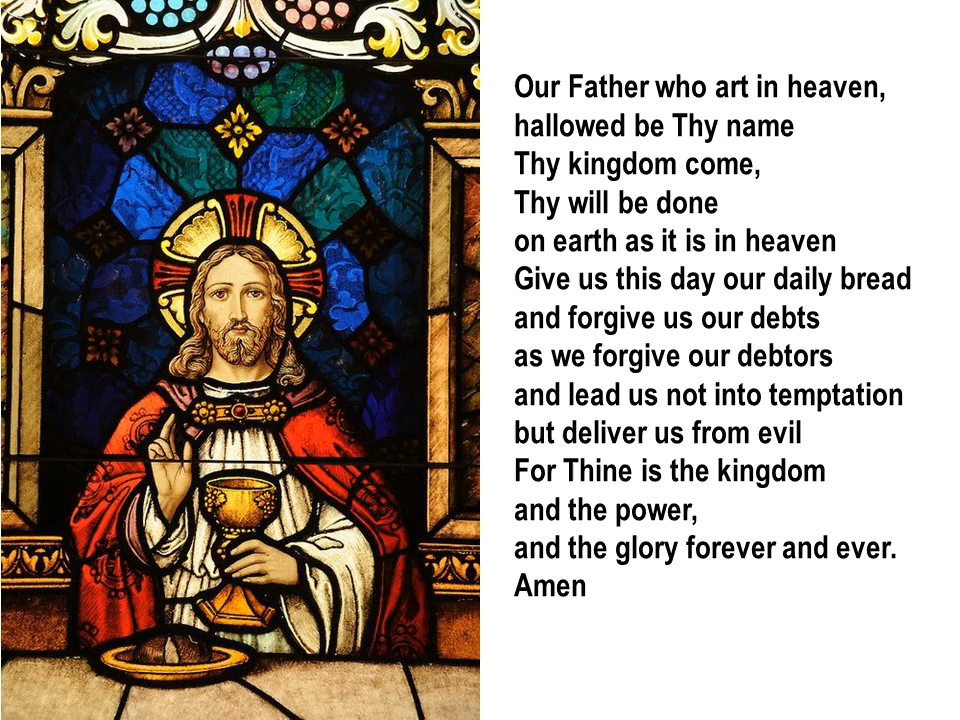 Our Father who art in heaven,
hallowed be Thy name
Thy kingdom come,
Thy will be done
on earth as it is in heaven
Give us this day our daily bread
and forgive us our debts
as we forgive our debtors
and lead us not into temptation
but deliver us from evil
For Thine is the kingdom
and the power,
and the glory forever and ever.
Amen